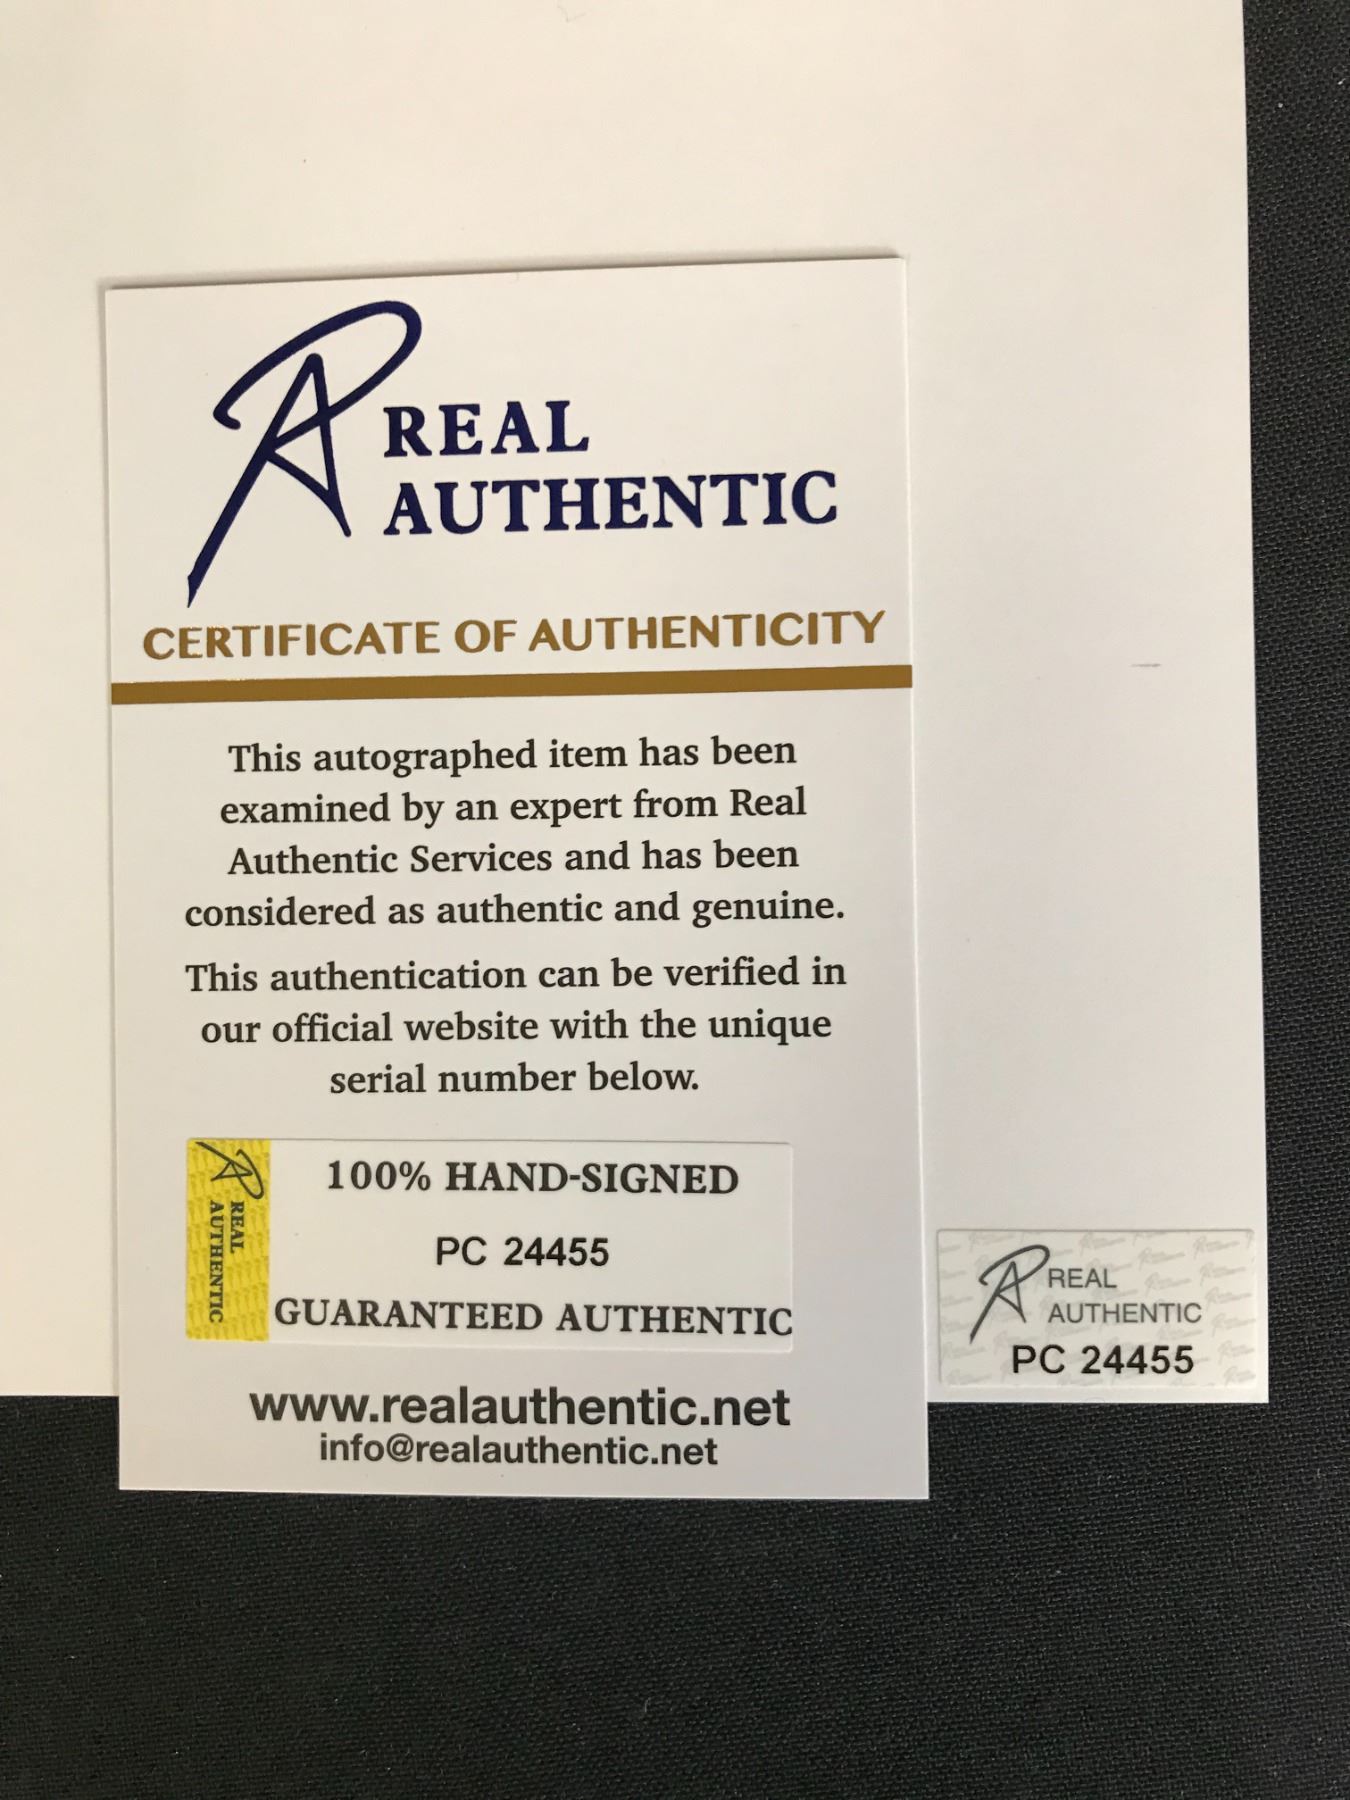 REAL
AUTHENTIC
CERTIFICATE OF AUTHENTICITY
This autographed item has been
examined by an expert from Real
Authentic Services and has been
considered as authentic and genuine.
This authentication can be verified in
our official website with the unique
serial number below.
REAL
AUTHENTIC
100% HAND-SIGNED
PC 24455
GUARANTEED AUTHENTIC
www.realauthentic.net
info@realauthentic.net
REAL
AUTHENTIC
PC 24455